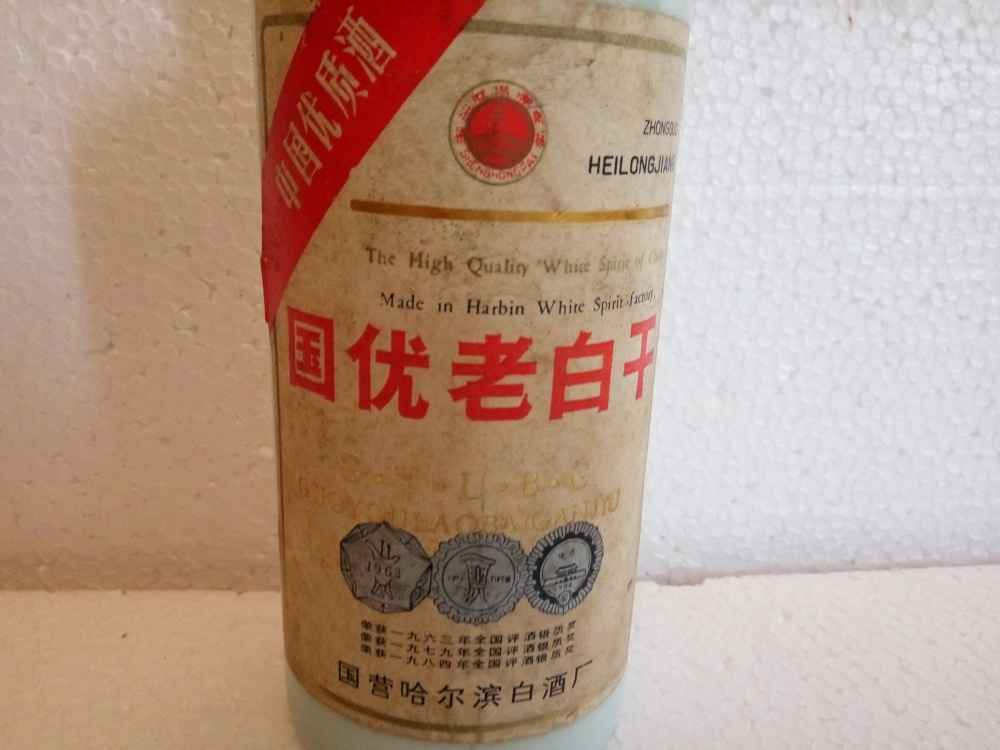 中国优质酒
SHENGHONGPAI
ZHONGGUO
HEILONGJIANG
The High Quality White Spirit of China
Made in Harbin White Spirit factory
国优老白干
G·Y·L·B·G
GUOYOULAOBAIGANJIU
1963
荣获一九六三年全国评酒银质奖
荣获一九七九年全国评酒银质奖
荣获一九八四年全国评酒银质奖
国营哈尔滨白酒厂